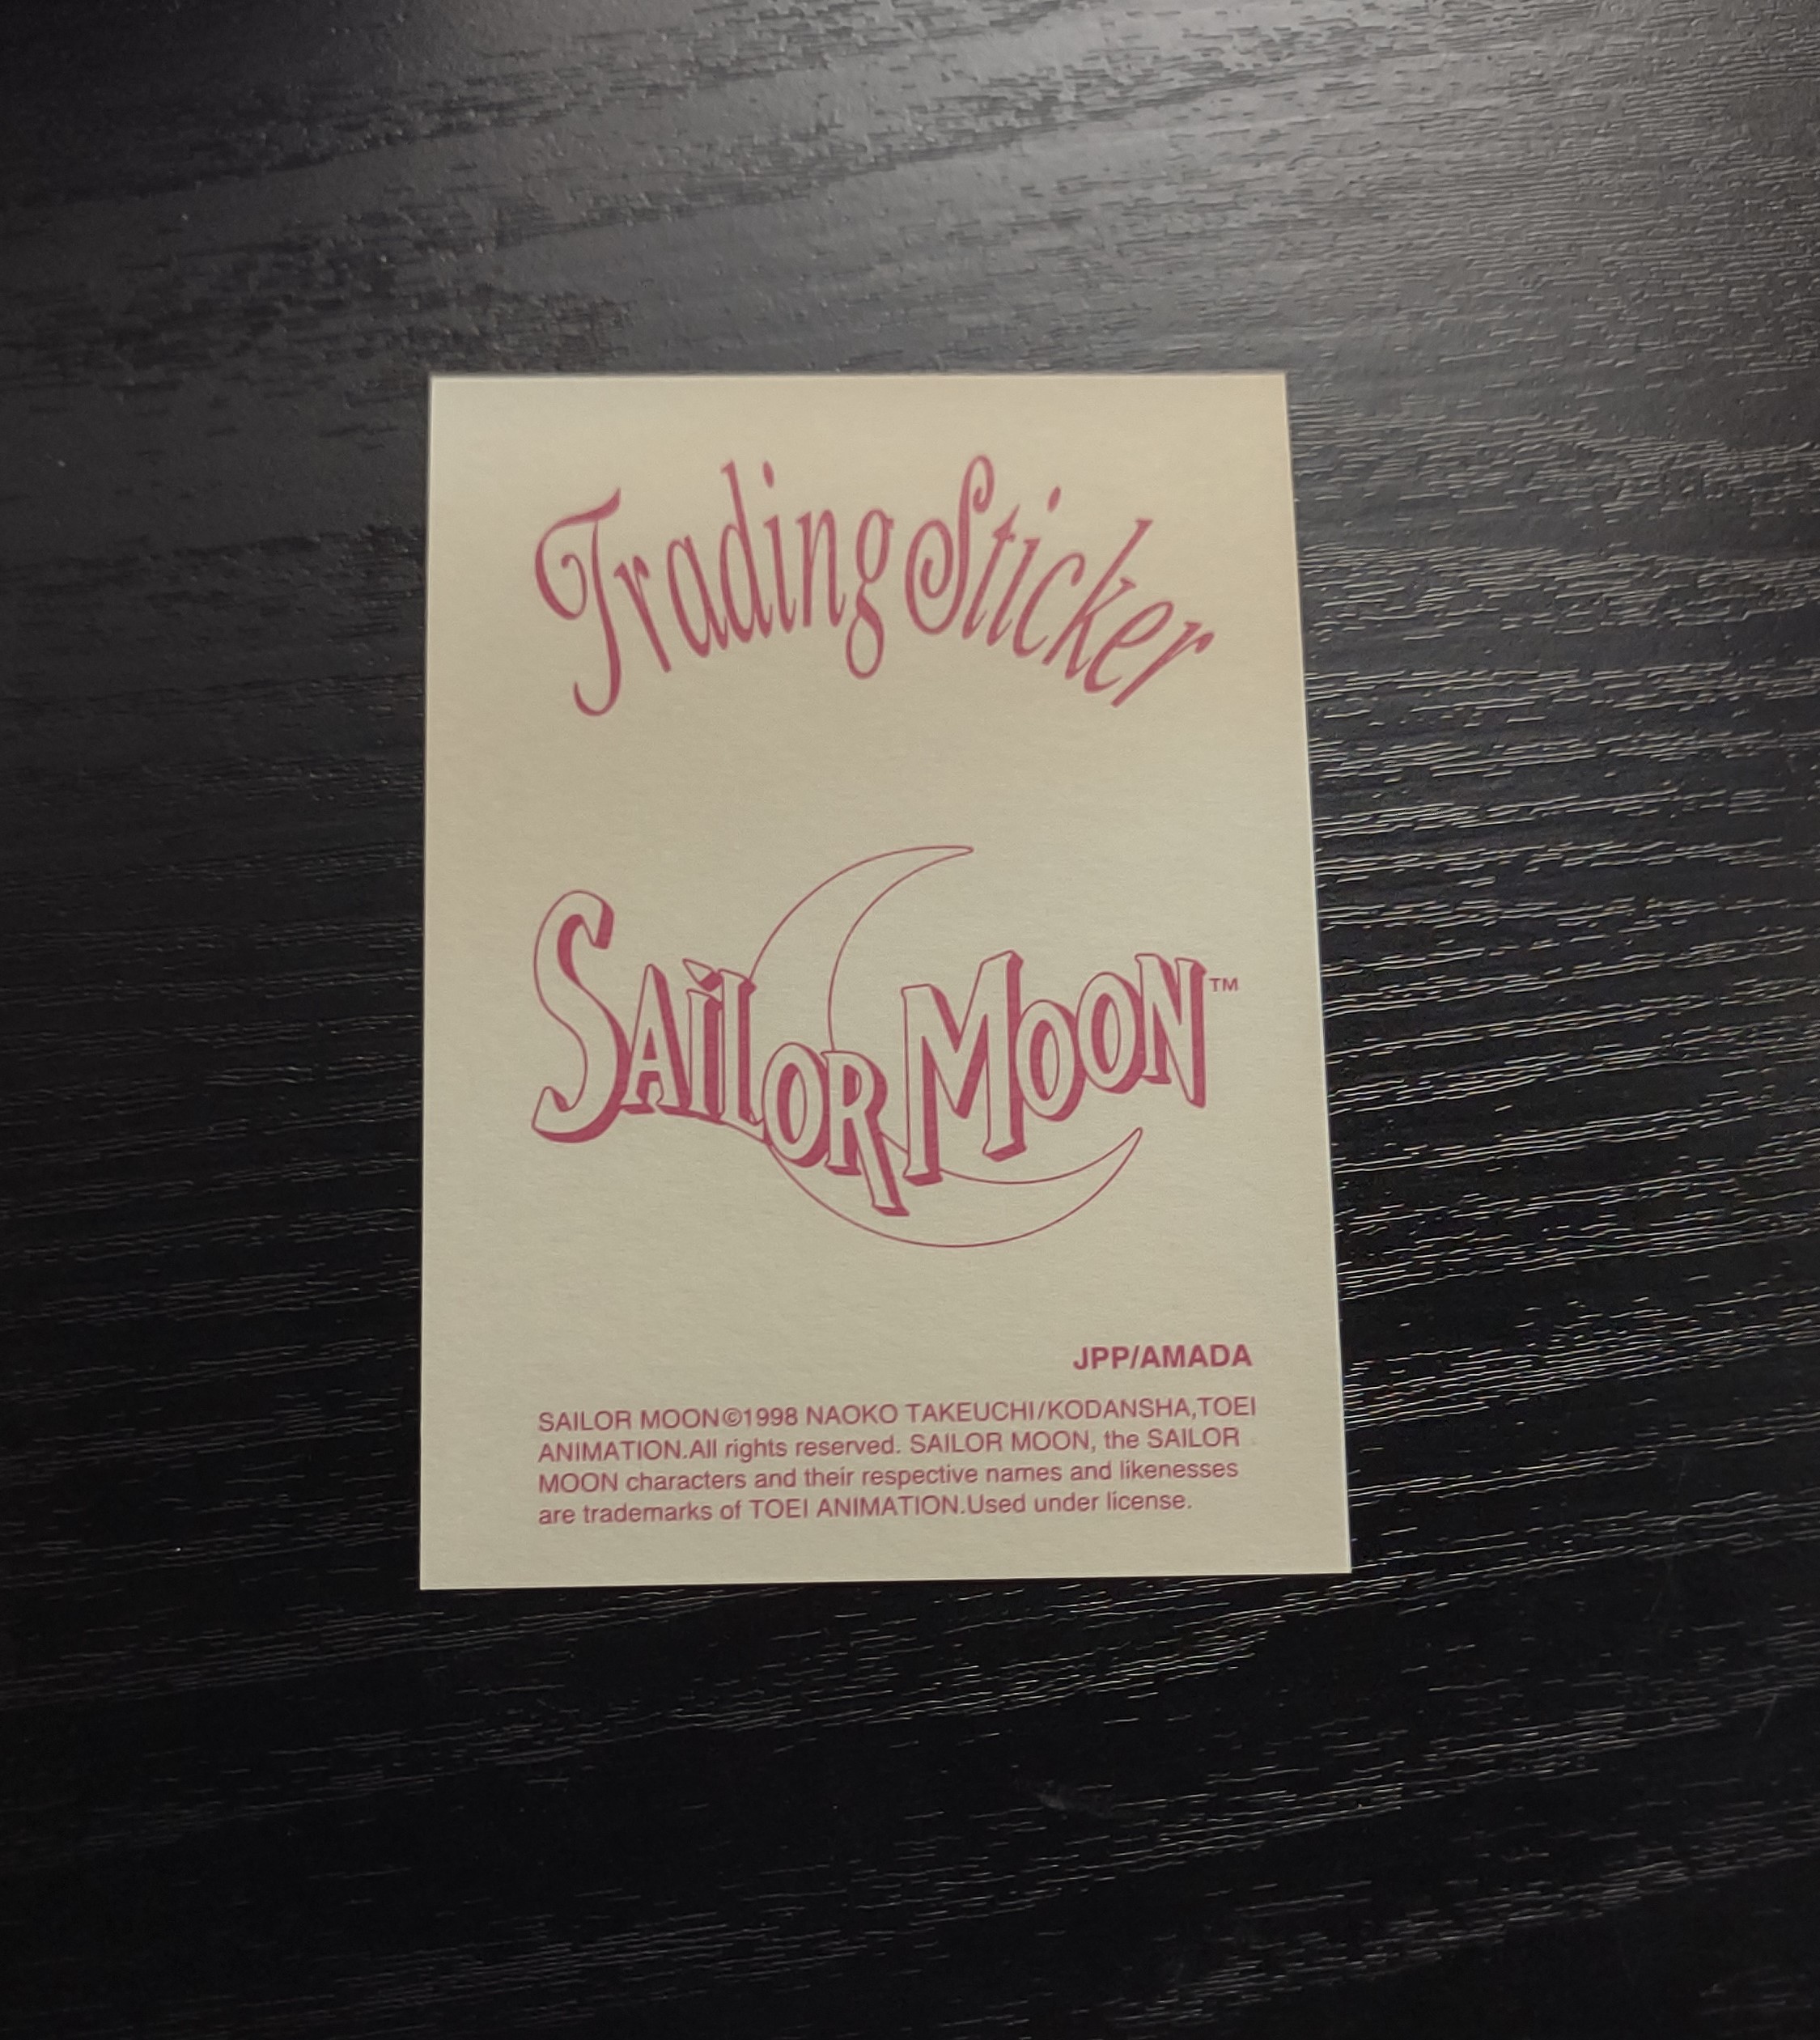 Trading Sticker
SAiLOR MOON™
JPP/AMADA
SAILOR MOON©1998 NAOKO TAKEUCHI/KODANSHA,TOEI
ANIMATION.All rights reserved. SAILOR MOON, the SAILOR
MOON characters and their respective names and likenesses
are trademarks of TOEI ANIMATION.Used under license.